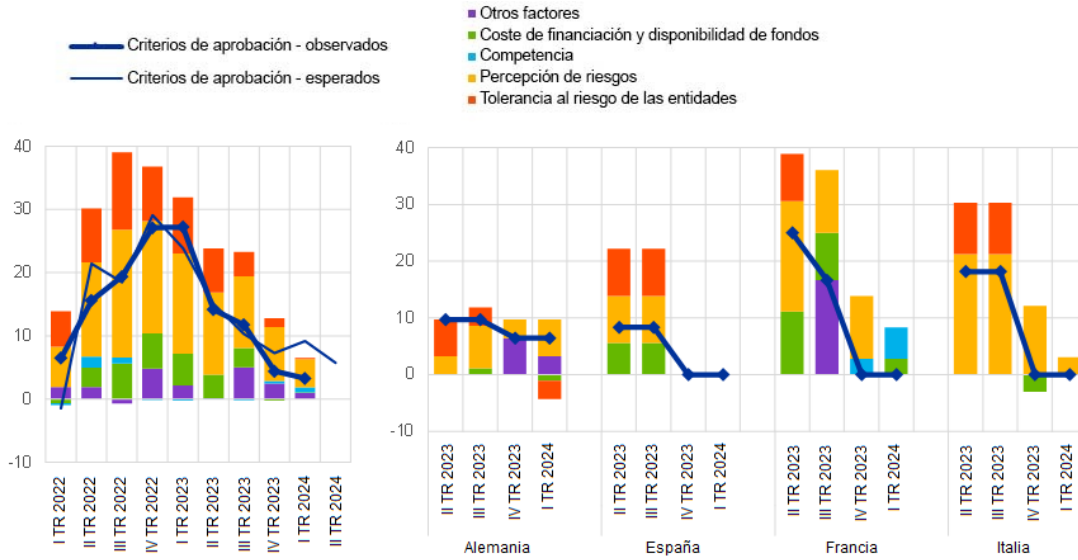 Criterios de aprobación - observados
Criterios de aprobación - esperados
Otros factores
Coste de financiación y disponibilidad de fondos
Competencia
Percepción de riesgos
Tolerancia al riesgo de las entidades
40
30
20
10
0
-10
I TR 2022
II TR 2022
III TR 2022
IV TR 2022
I TR 2023
II TR 2023
III TR 2023
IV TR 2023
I TR 2024
II TR 2024
40
30
20
10
0
-10
II TR 2023
III TR 2023
IV TR 2023
I TR 2024
II TR 2023
III TR 2023
IV TR 2023
I TR 2024
II TR 2023
III TR 2023
IV TR 2023
I TR 2024
II TR 2023
III TR 2023
IV TR 2023
I TR 2024
Alemania
España
Francia
Italia